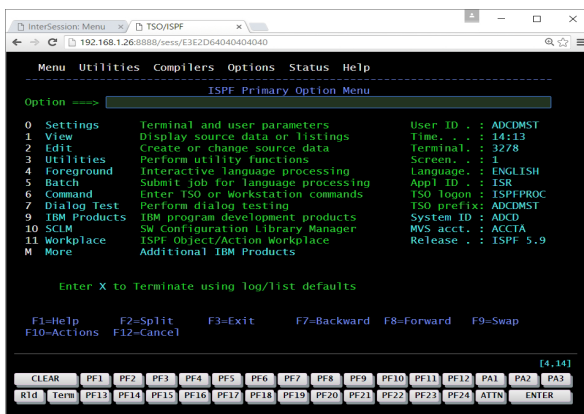 InterSession: Menu × TSO/ISPF ×
192.168.1.26:8888/sess/E3E2D64040404040
Menu Utilities Compilers Options Status Help
ISPF Primary Option Menu
Option ===>
0 Settings Terminal and user parameters User ID . : ADCDMST
1 View Display source data or listings Time. . . : 14:13
2 Edit Create or change source data Terminal. : 3278
3 Utilities Perform utility functions Screen. . : 1
4 Foreground Interactive language processing Language. : ENGLISH
5 Batch Submit job for language processing Appl ID . : ISR
6 Command Enter TSO or Workstation commands TSO logon : ISPFPROC
7 Dialog Test Perform dialog testing TSO prefix: ADCDMST
9 IBM Products IBM program development products System ID : ADCD
10 SCLM SW Configuration Library Manager MVS acct. : ACCTA
11 Workplace ISPF Object/Action Workplace Release . : ISPF 5.9
M More Additional IBM Products
Enter X to Terminate using log/list defaults
F1=Help F2=Split F3=Exit F7=Backward F8=Forward F9=Swap
F10=Actions F12=Cancel
[4,14]
CLEAR PF1 PF2 PF3 PF4 PF5 PF6 PF7 PF8 PF9 PF10 PF11 PF12 PA1 PA2 PA3
Rld Term PF13 PF14 PF15 PF16 PF17 PF18 PF19 PF20 PF21 PF22 PF23 PF24 ATTN ENTER